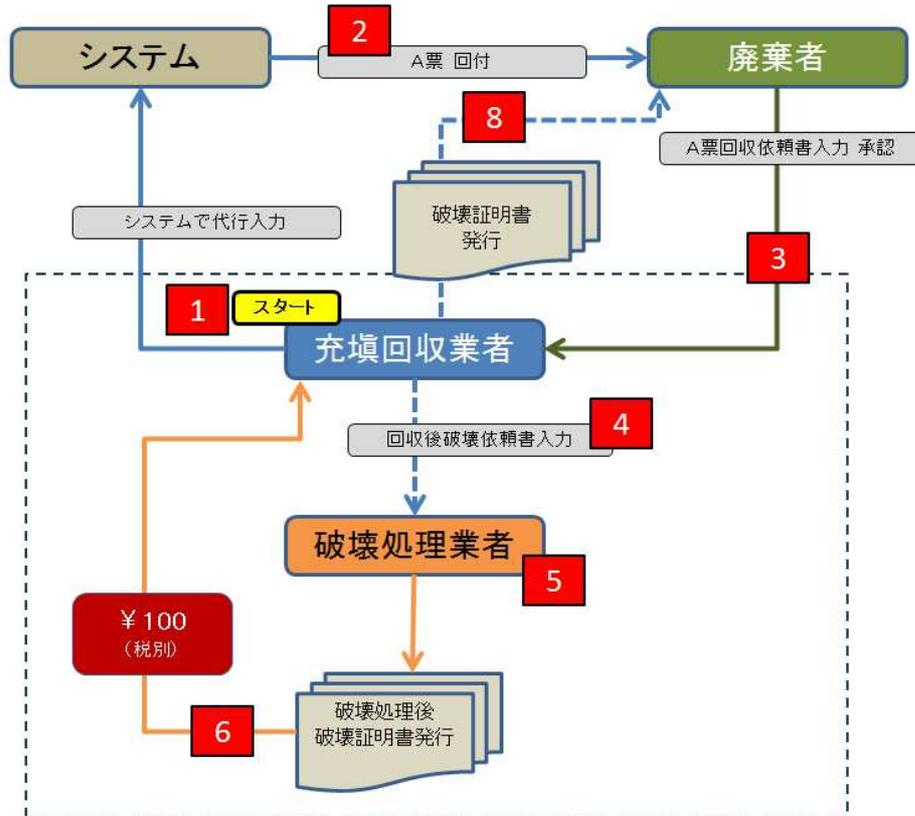 2
システム
A票 回付
廃棄者
8
A票回収依頼書入力 承認
破壊証明書
発行
システムで代行入力
3
1
スタート
充塡回収業者
4
回収後破壊依頼書入力
破壊処理業者
5
¥100
（税別）
破壊処理後
破壊証明書発行
6